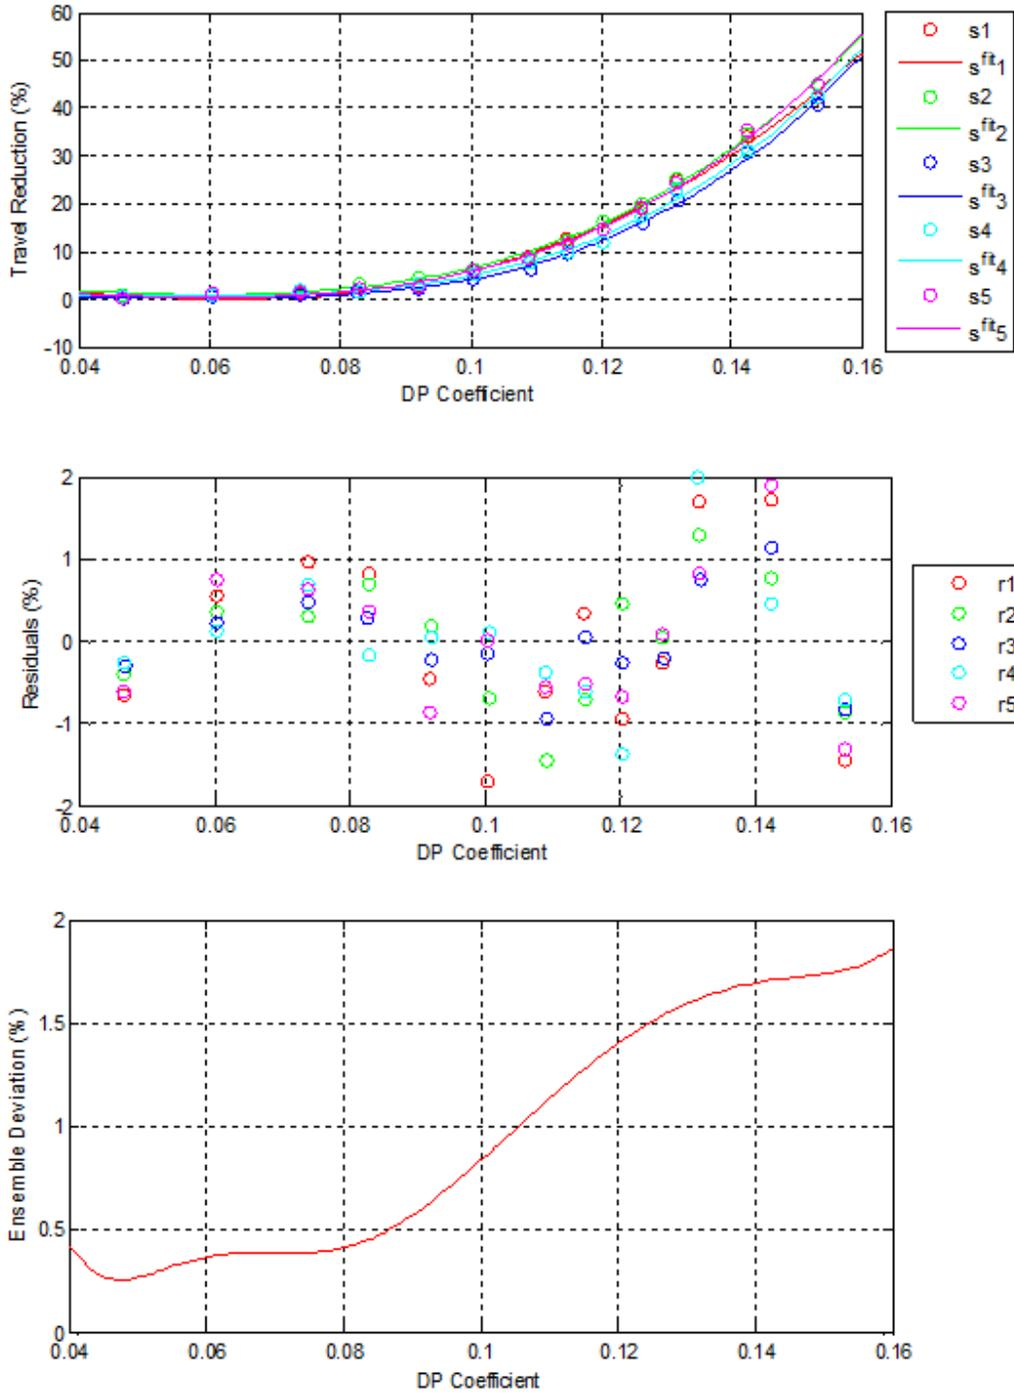 60
50
40
30
20
10
0
-10
Travel Reduction (%)
0.04 0.06 0.08 0.1 0.12 0.14 0.16
DP Coefficient
s1
s^fit_1
s2
s^fit_2
s3
s^fit_3
s4
s^fit_4
s5
s^fit_5
2
1
0
-1
-2
Residuals (%)
0.04 0.06 0.08 0.1 0.12 0.14 0.16
DP Coefficient
r1
r2
r3
r4
r5
2
1.5
1
0.5
0
Ensemble Deviation (%)
0.04 0.06 0.08 0.1 0.12 0.14 0.16
DP Coefficient